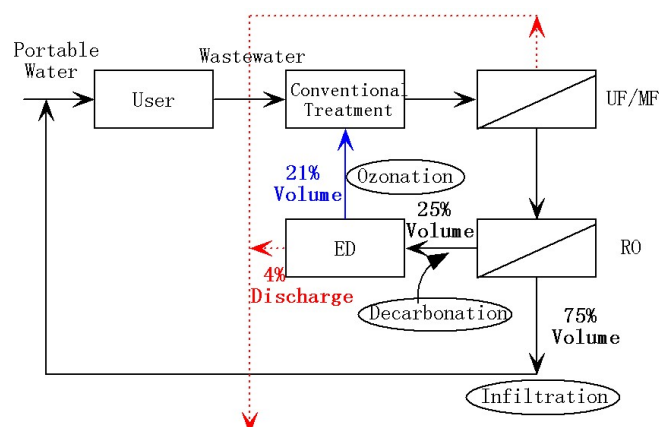 Portable
Water
Wastewater
User
Conventional
Treatment
UF/MF
21%
Volume
Ozonation
25%
Volume
ED
RO
4%
Discharge
Decarbonation
75%
Volume
Infiltration